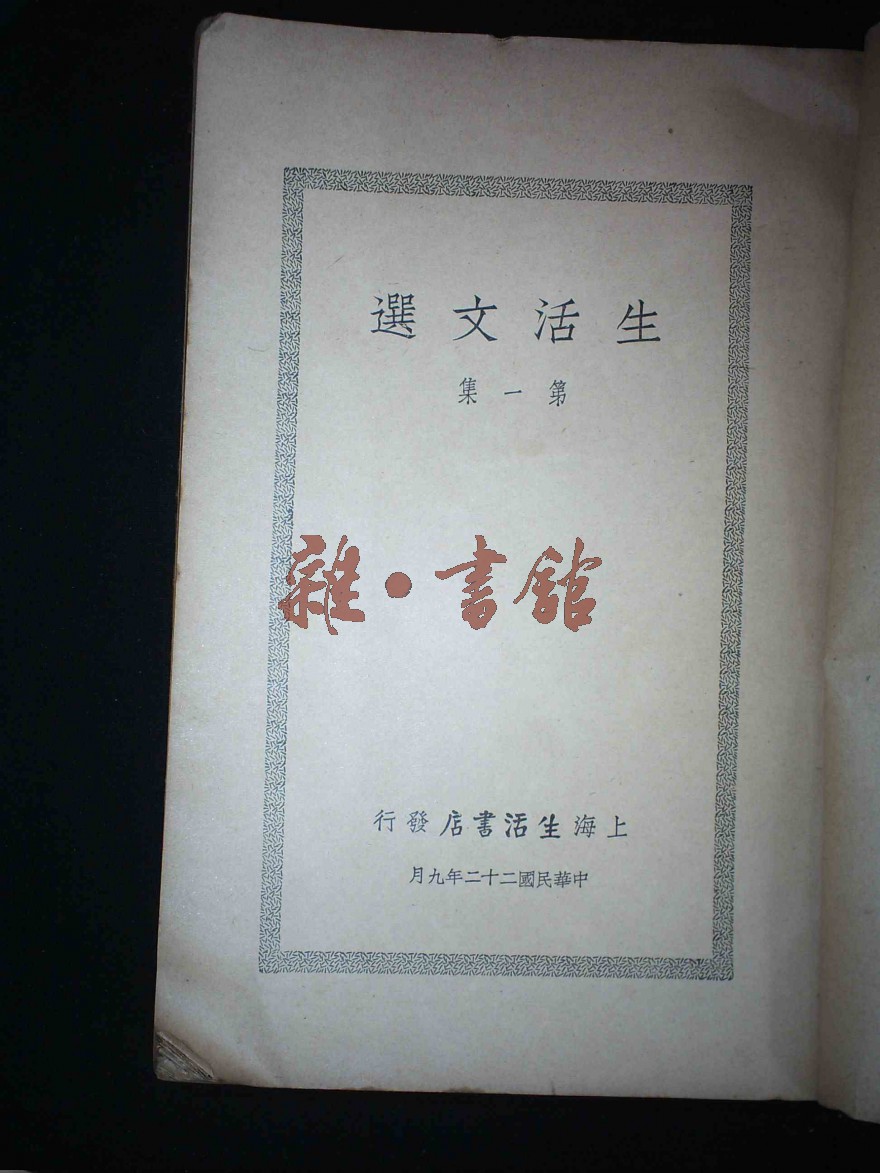 生活文選
第一集
雜•書館
上海生活書店發行
中華民國二十二年九月